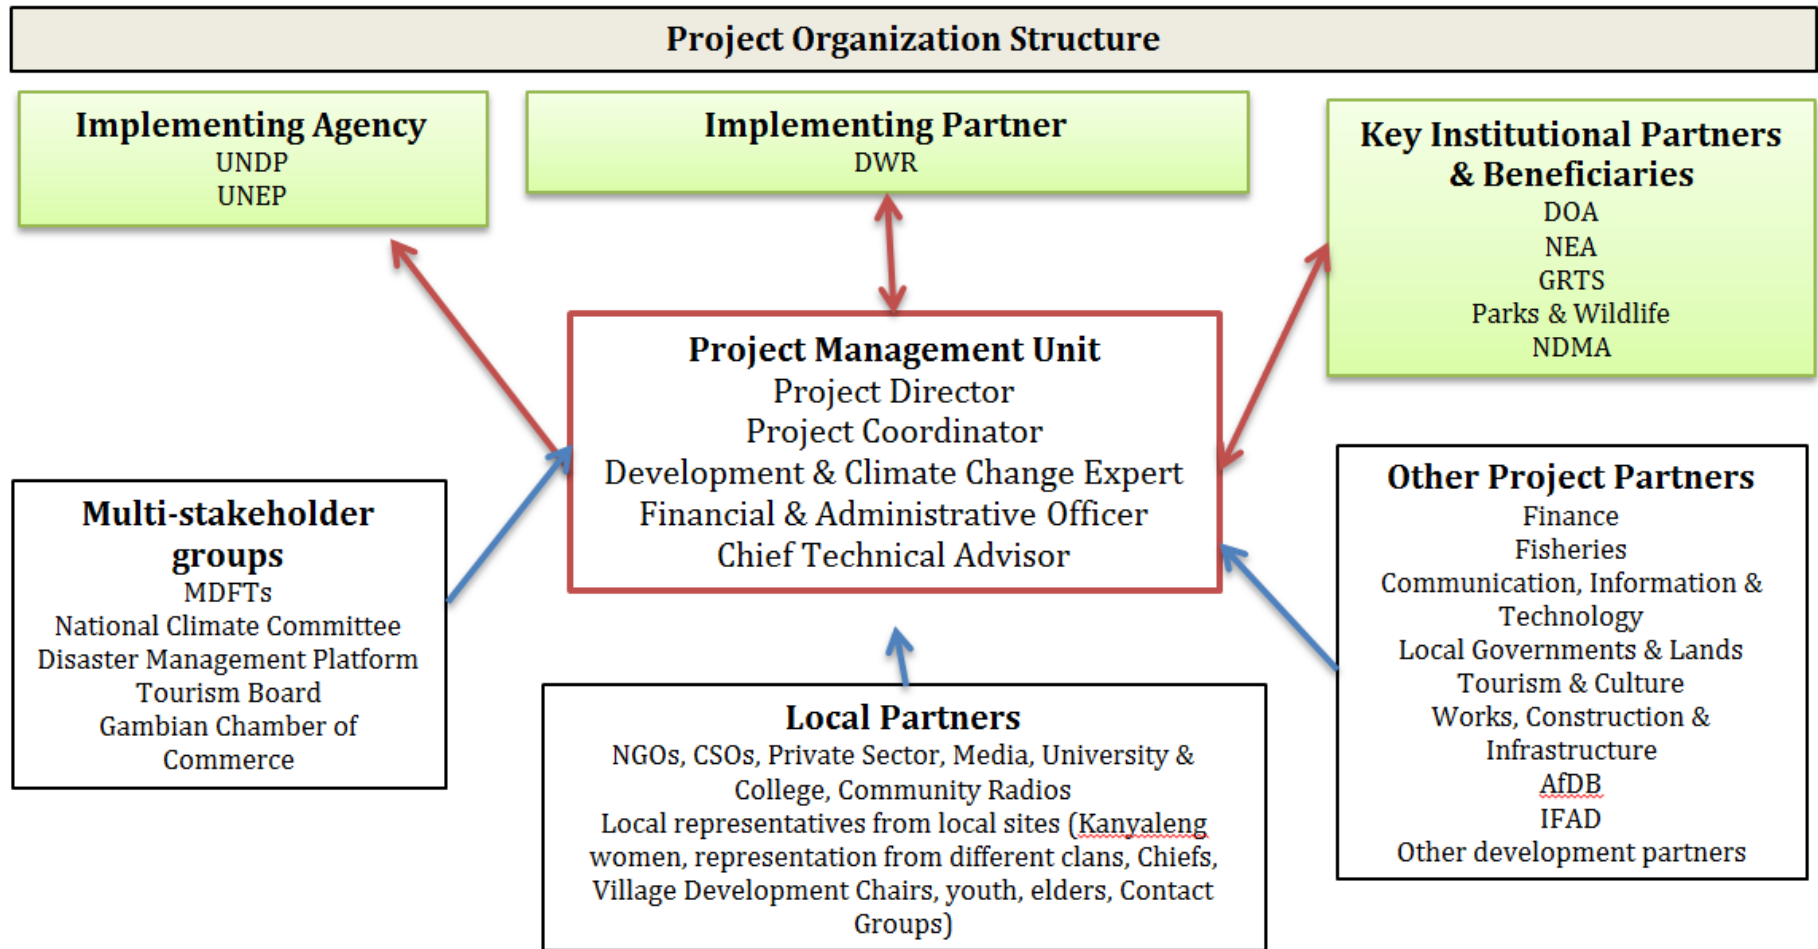 Project Organization Structure
Implementing Agency
UNDP
UNEP
Implementing Partner
DWR
Key Institutional Partners
& Beneficiaries
DOA
NEA
GRTS
Parks & Wildlife
NDMA
Project Management Unit
Project Director
Project Coordinator
Development & Climate Change Expert
Financial & Administrative Officer
Chief Technical Advisor
Multi-stakeholder
groups
MDFTs
National Climate Committee
Disaster Management Platform
Tourism Board
Gambian Chamber of
Commerce
Local Partners
NGOs, CSOs, Private Sector, Media, University &
College, Community Radios
Local representatives from local sites (Kanyaleng
women, representation from different clans, Chiefs,
Village Development Chairs, youth, elders, Contact
Groups)
Other Project Partners
Finance
Fisheries
Communication, Information &
Technology
Local Governments & Lands
Tourism & Culture
Works, Construction &
Infrastructure
AfDB
IFAD
Other development partners